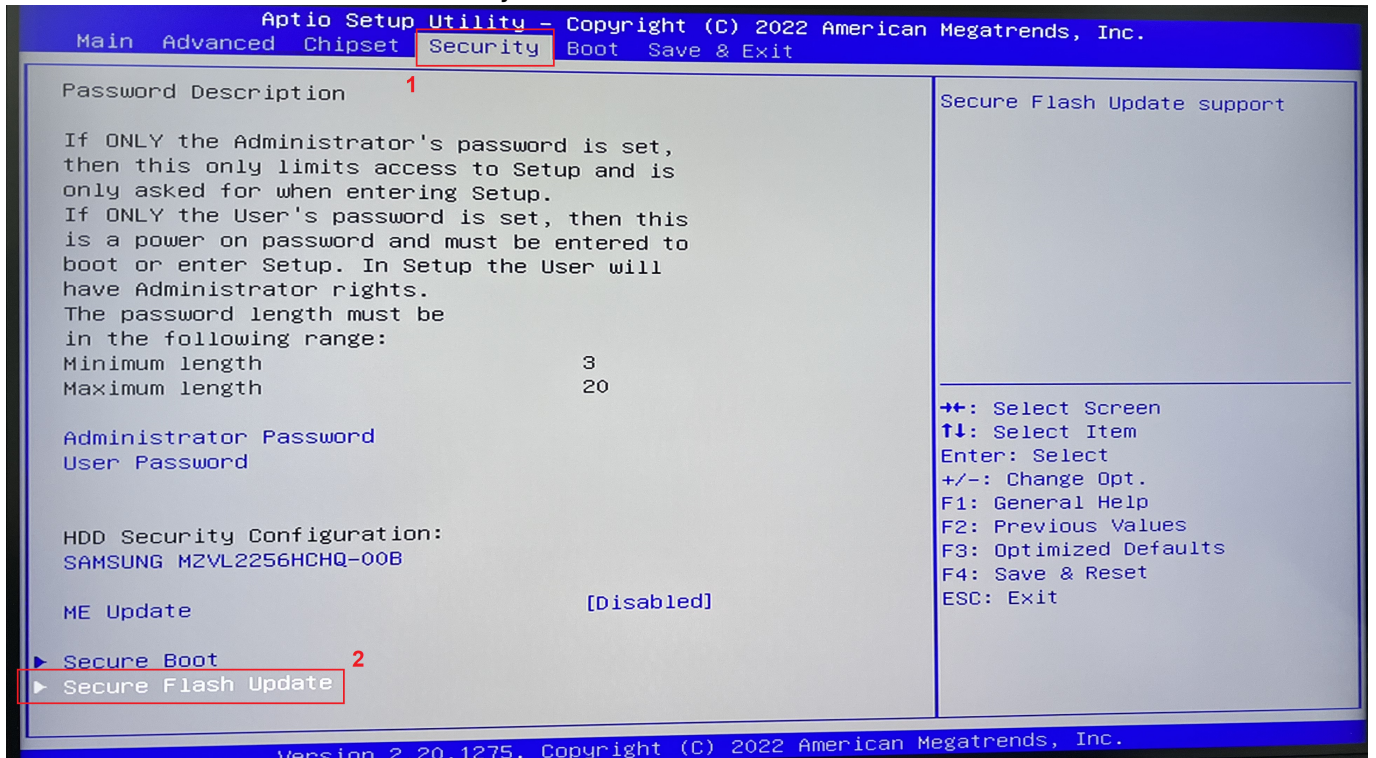 Aptio Setup Utility – Copyright (C) 2022 American Megatrends, Inc.
Main Advanced Chipset Security Boot Save & Exit
1
Password Description
If ONLY the Administrator's password is set,
then this only limits access to Setup and is
only asked for when entering Setup.
If ONLY the User's password is set, then this
is a power on password and must be entered to
boot or enter Setup. In Setup the User will
have Administrator rights.
The password length must be
in the following range:
Minimum length 3
Maximum length 20
Administrator Password
User Password
HDD Security Configuration:
SAMSUNG MZVL2256HCHQ-00B
ME Update [Disabled]
Secure Boot
2
Secure Flash Update
Secure Flash Update support
→←: Select Screen
↑↓: Select Item
Enter: Select
+/-: Change Opt.
F1: General Help
F2: Previous Values
F3: Optimized Defaults
F4: Save & Reset
ESC: Exit
Version 2.20.1275. Copyright (C) 2022 American Megatrends, Inc.